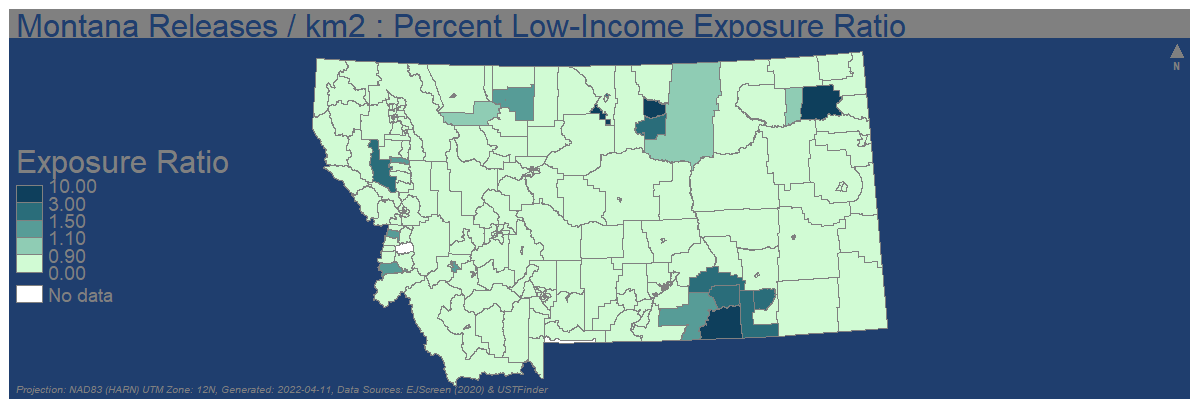 Montana Releases / km2 : Percent Low-Income Exposure Ratio
N
Exposure Ratio
10.00
3.00
1.50
1.10
0.90
0.00
No data
Projection: NAD83 (HARN) UTM Zone: 12N, Generated: 2022-04-11, Data Sources: EJScreen (2020) & USTFinder